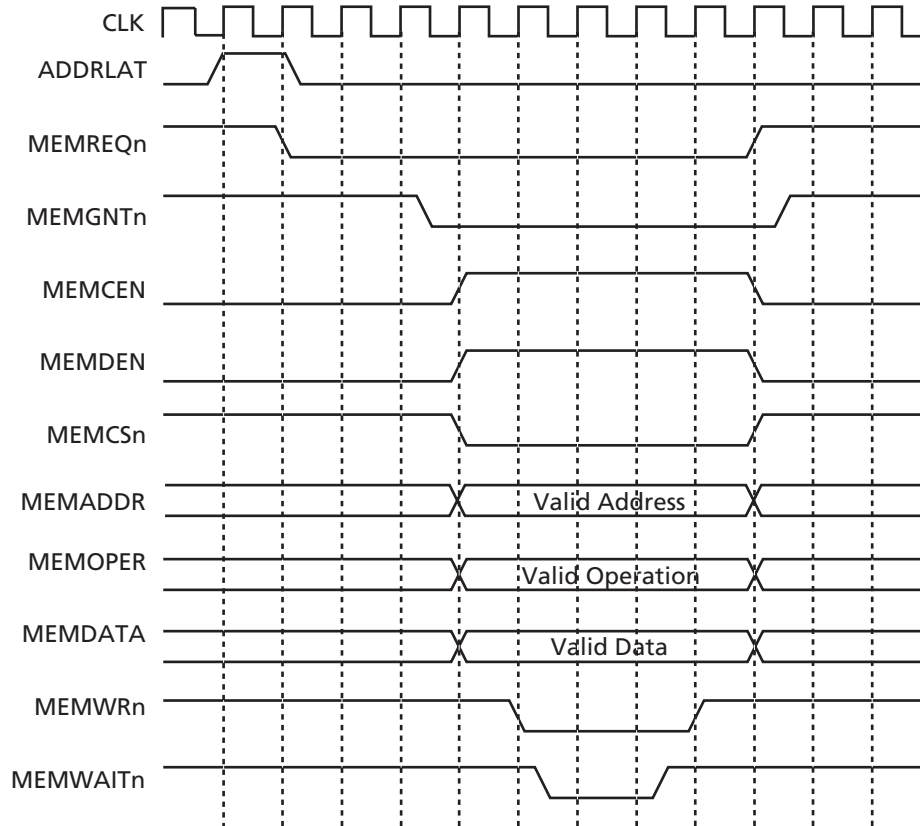 CLK
ADDRLAT
MEMREQn
MEMGNTn
MEMCEN
MEMDEN
MEMCSn
MEMADDR
Valid Address
MEMOPER
Valid Operation
MEMDATA
Valid Data
MEMWRn
MEMWAITn